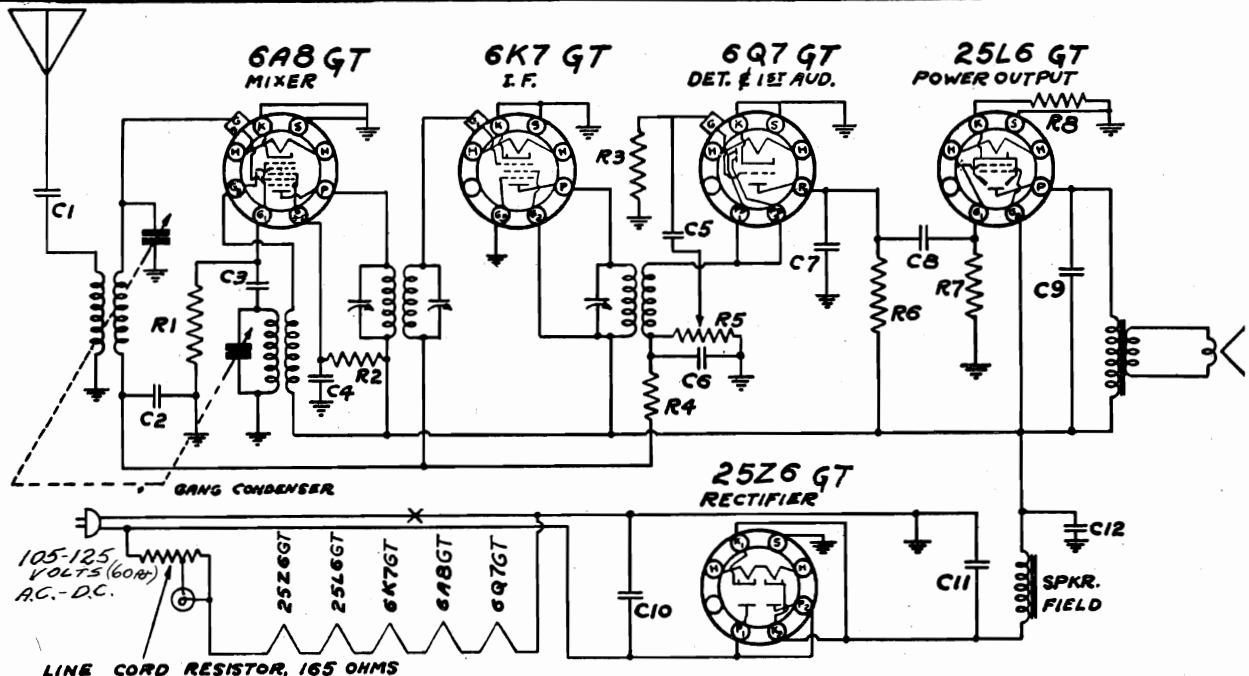 6A8 GT
MIXER
6K7 GT
I.F.
6Q7 GT
DET. & 1ST AUD.
25L6 GT
POWER OUTPUT
R8
R3
C1
C5
C7
C8
C3
R1
R6
R7
C9
R5
C4
R2
C6
R4
C2
GANG CONDENSER
25Z6 GT
RECTIFIER
105-125
VOLTS (60~)
A.C.-D.C.
25Z6GT
25L6GT
6K7GT
6A8GT
6Q7GT
C10
C11
C12
SPKR.
FIELD
LINE CORD RESISTOR, 165 OHMS